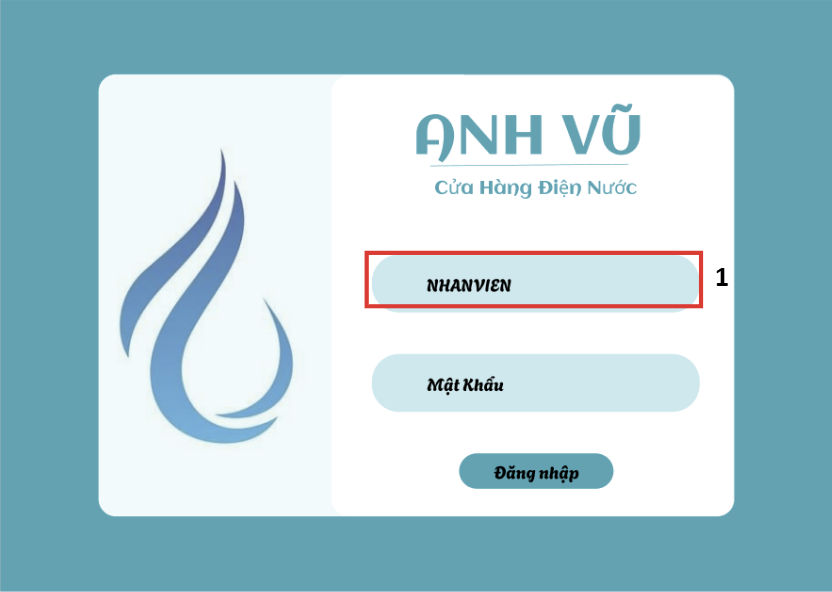 ANH VŨ
Cửa Hàng Điện Nước
NHANVIEN
1
Mật Khẩu
Đăng nhập